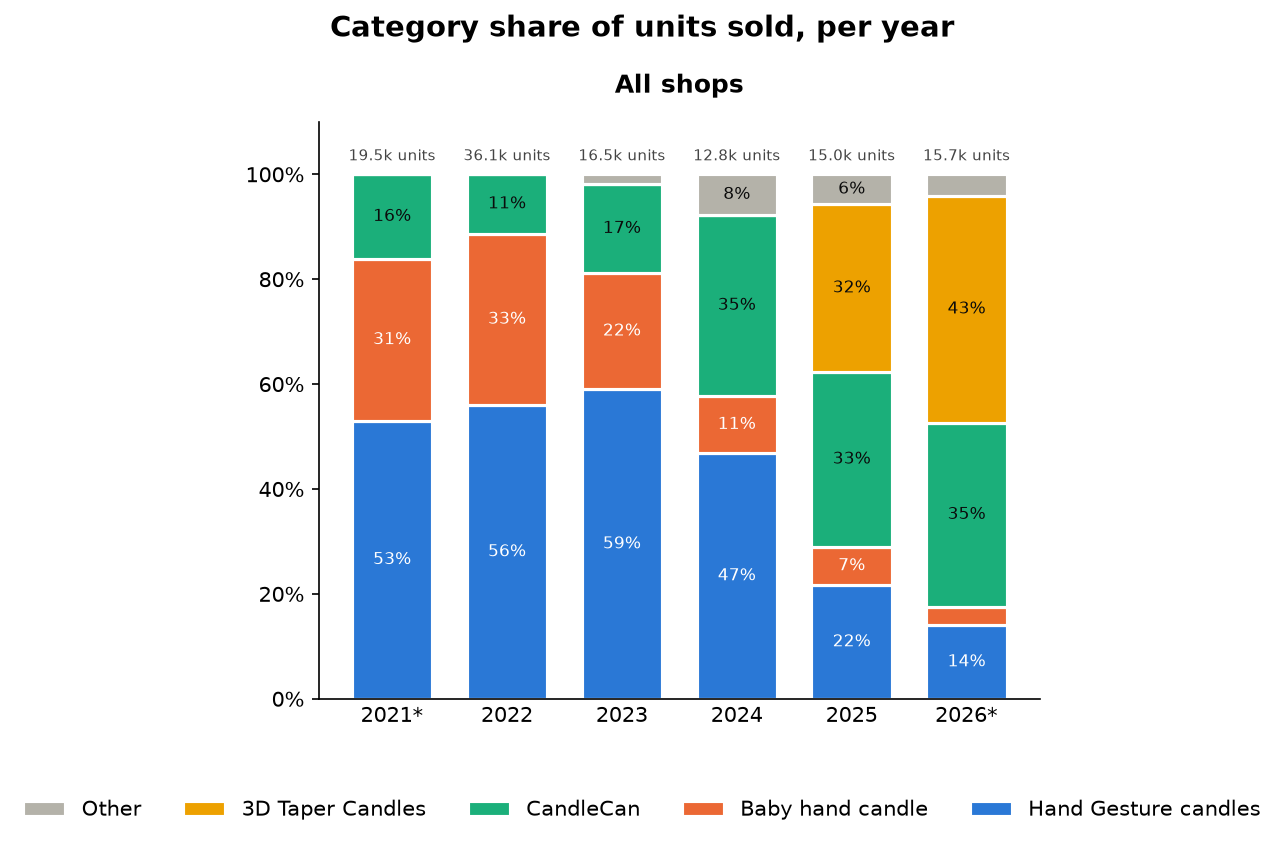 Category share of units sold, per year
All shops
19.5k units 36.1k units 16.5k units 12.8k units 15.0k units 15.7k units
100%
80%
60%
40%
20%
0%
16% 11% 17% 35% 33% 35%
31% 33% 22% 11% 7%
53% 56% 59% 47% 22% 14%
8% 6%
32% 43%
2021* 2022 2023 2024 2025 2026*
Other 3D Taper Candles CandleCan Baby hand candle Hand Gesture candles